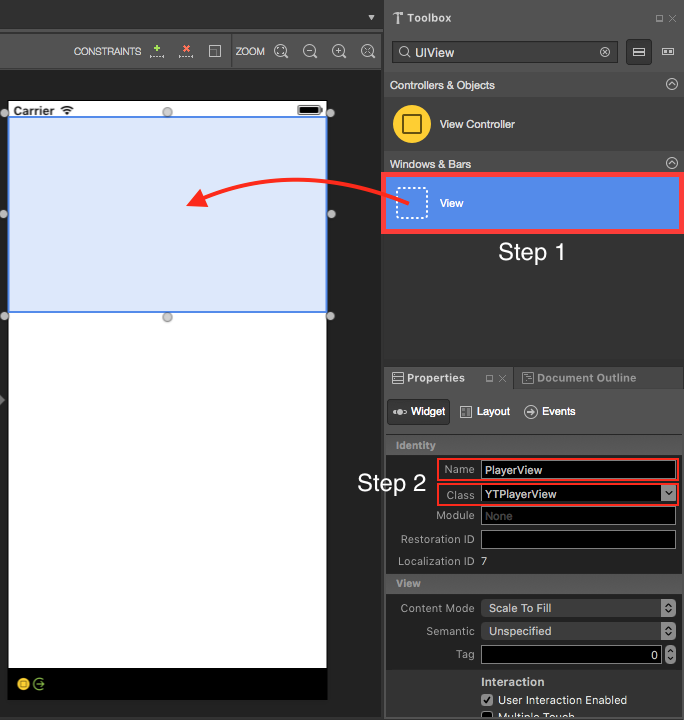 CONSTRAINTS
ZOOM
Carrier
Toolbox
UIView
Controllers & Objects
View Controller
Windows & Bars
View
Step 1
Properties
Document Outline
Widget
Layout
Events
Identity
Step 2
Name PlayerView
Class YTPlayerView
Module None
Restoration ID
Localization ID 7
View
Content Mode Scale To Fill
Semantic Unspecified
Tag 0
Interaction
User Interaction Enabled
Multiple Touch